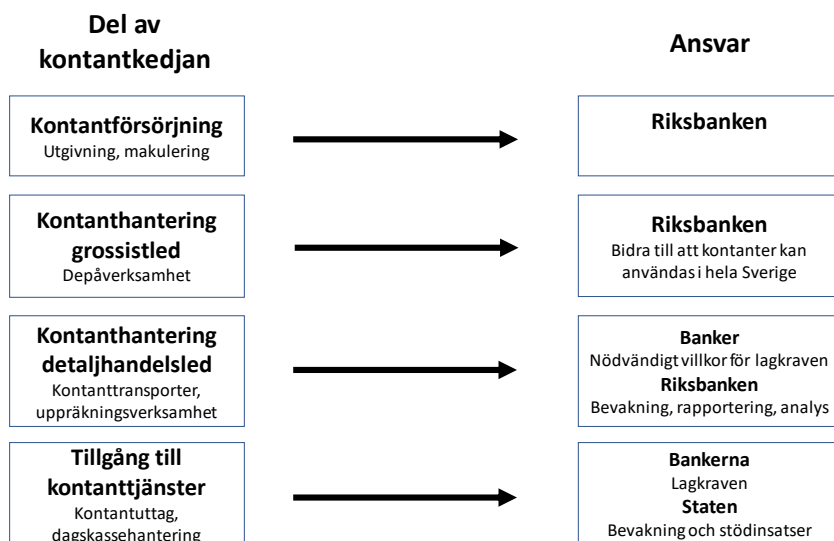 Del av
kontantkedjan
Ansvar
Kontantförsörjning
Utgivning, makulering
Riksbanken
Kontanthantering
grossistled
Depåverksamhet
Riksbanken
Bidra till att kontanter kan
användas i hela Sverige
Kontanthantering
detaljhandelsled
Kontanttransporter,
uppräkningsverksamhet
Banker
Nödvändigt villkor för lagkraven
Riksbanken
Bevakning, rapportering, analys
Tillgång till
kontanttjänster
Kontantuttag,
dagskassehantering
Bankerna
Lagkraven
Staten
Bevakning och stödinsatser